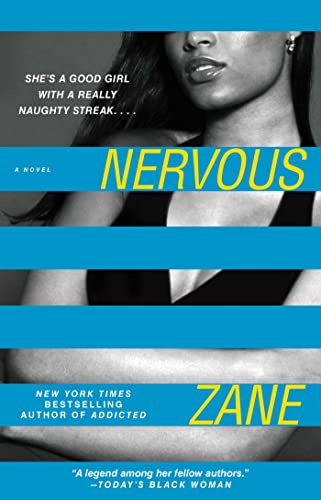 SHE'S A GOOD GIRL
WITH A REALLY
NAUGHTY STREAK. . . .
A NOVEL
NERVOUS
NEW YORK TIMES
BESTSELLING
AUTHOR OF ADDICTED
ZANE
"A legend among her fellow authors."
—TODAY'S BLACK WOMAN